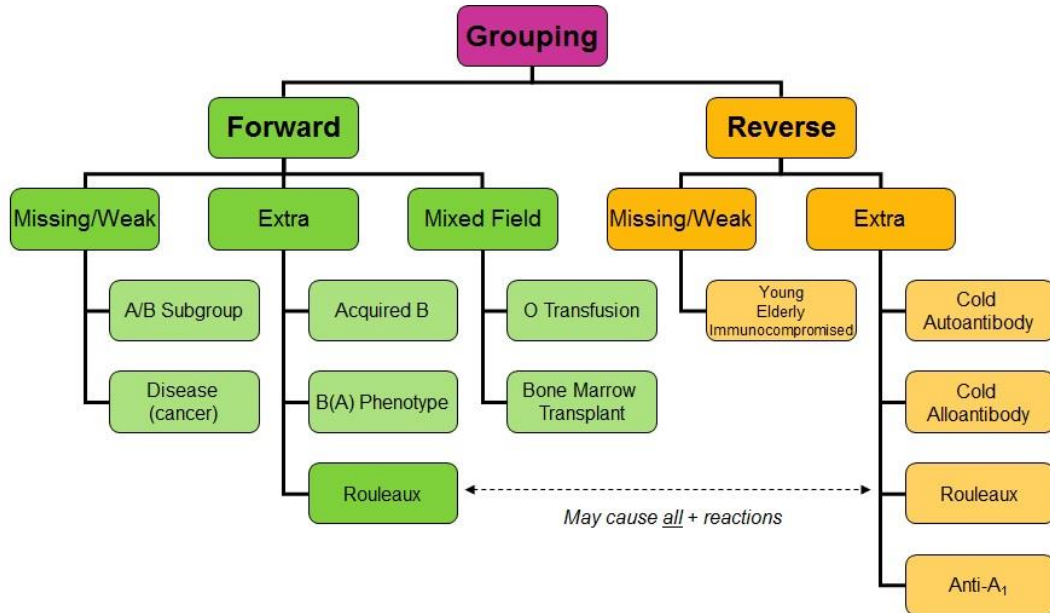 Grouping
Forward
Reverse
Missing/Weak
Extra
Mixed Field
Missing/Weak
Extra
A/B Subgroup
Acquired B
O Transfusion
Young
Elderly
Immunocompromised
Cold
Autoantibody
Disease
(cancer)
B(A) Phenotype
Bone Marrow
Transplant
Cold
Alloantibody
Rouleaux
May cause all + reactions
Rouleaux
Anti-A₁